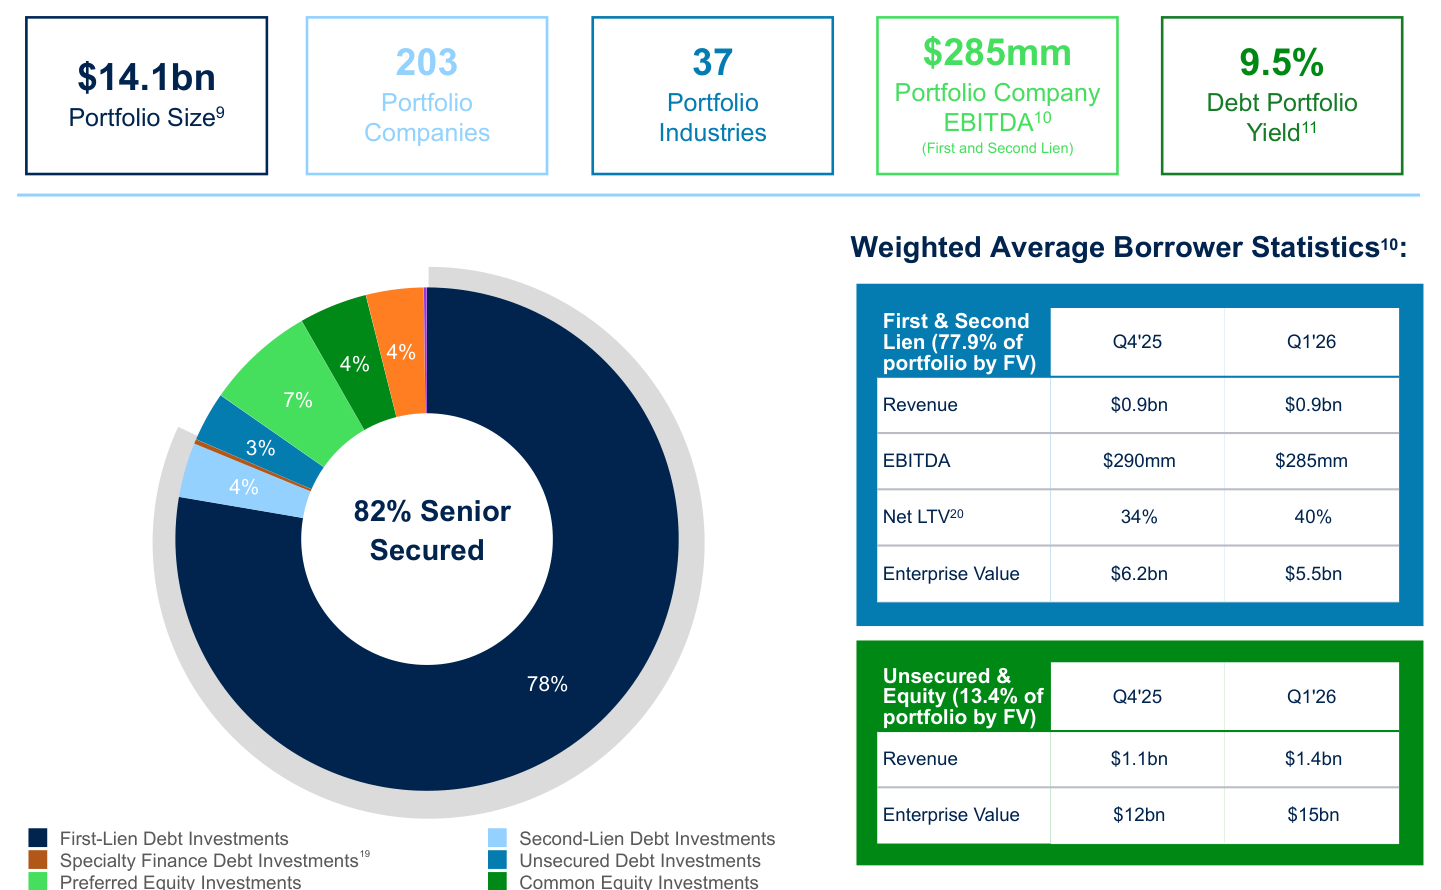 $14.1bn
Portfolio Size⁹
203
Portfolio
Companies
37
Portfolio
Industries
$285mm
Portfolio Company
EBITDA¹⁰
(First and Second Lien)
9.5%
Debt Portfolio
Yield¹¹
4%
4%
7%
3%
4%
82% Senior
Secured
78%
First-Lien Debt Investments
Second-Lien Debt Investments
Specialty Finance Debt Investments¹⁹
Unsecured Debt Investments
Preferred Equity Investments
Common Equity Investments
Weighted Average Borrower Statistics¹⁰:
First & Second
Lien (77.9% of
portfolio by FV)
Q4'25 Q1'26
Revenue $0.9bn $0.9bn
EBITDA $290mm $285mm
Net LTV²⁰ 34% 40%
Enterprise Value $6.2bn $5.5bn
Unsecured &
Equity (13.4% of
portfolio by FV)
Q4'25 Q1'26
Revenue $1.1bn $1.4bn
Enterprise Value $12bn $15bn